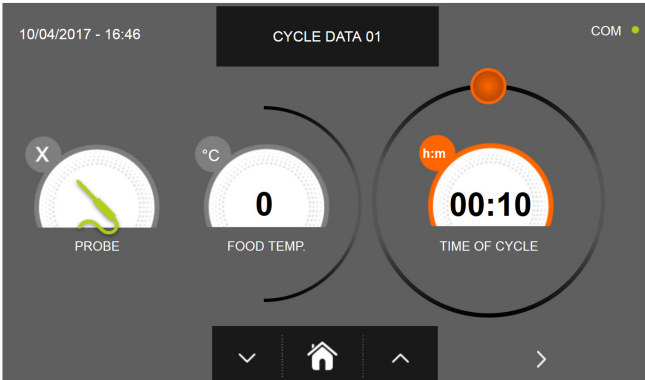 10/04/2017 - 16:46
CYCLE DATA 01
COM
X
°C
h:m
0
00:10
PROBE
FOOD TEMP.
TIME OF CYCLE